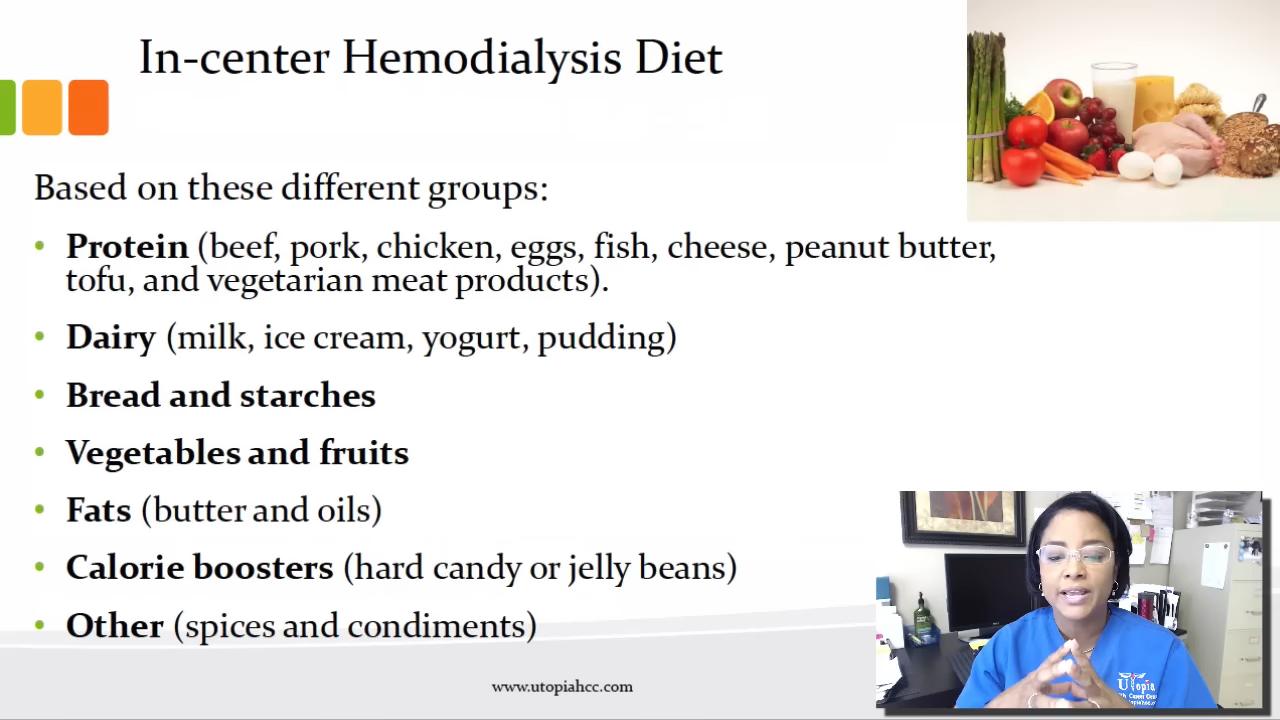 In-center Hemodialysis Diet
Based on these different groups:
• Protein (beef, pork, chicken, eggs, fish, cheese, peanut butter,
tofu, and vegetarian meat products).
• Dairy (milk, ice cream, yogurt, pudding)
• Bread and starches
• Vegetables and fruits
• Fats (butter and oils)
• Calorie boosters (hard candy or jelly beans)
• Other (spices and condiments)
www.utopiahcc.com
Utopia